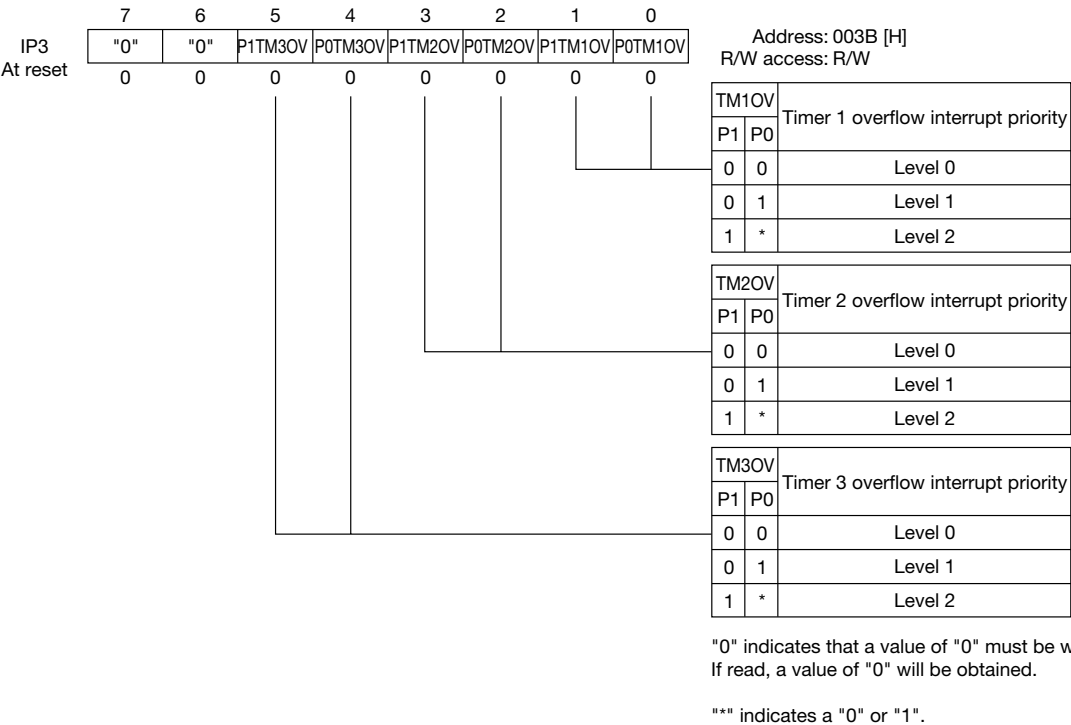 7 6 5 4 3 2 1 0
IP3 "0" "0" P1TM3OV P0TM3OV P1TM2OV P0TM2OV P1TM1OV P0TM1OV
At reset 0 0 0 0 0 0 0 0
Address: 003B [H]
R/W access: R/W
TM1OV Timer 1 overflow interrupt priority
P1 P0
0 0 Level 0
0 1 Level 1
1 * Level 2
TM2OV Timer 2 overflow interrupt priority
P1 P0
0 0 Level 0
0 1 Level 1
1 * Level 2
TM3OV Timer 3 overflow interrupt priority
P1 P0
0 0 Level 0
0 1 Level 1
1 * Level 2
"0" indicates that a value of "0" must be
If read, a value of "0" will be obtained.
"*" indicates a "0" or "1".